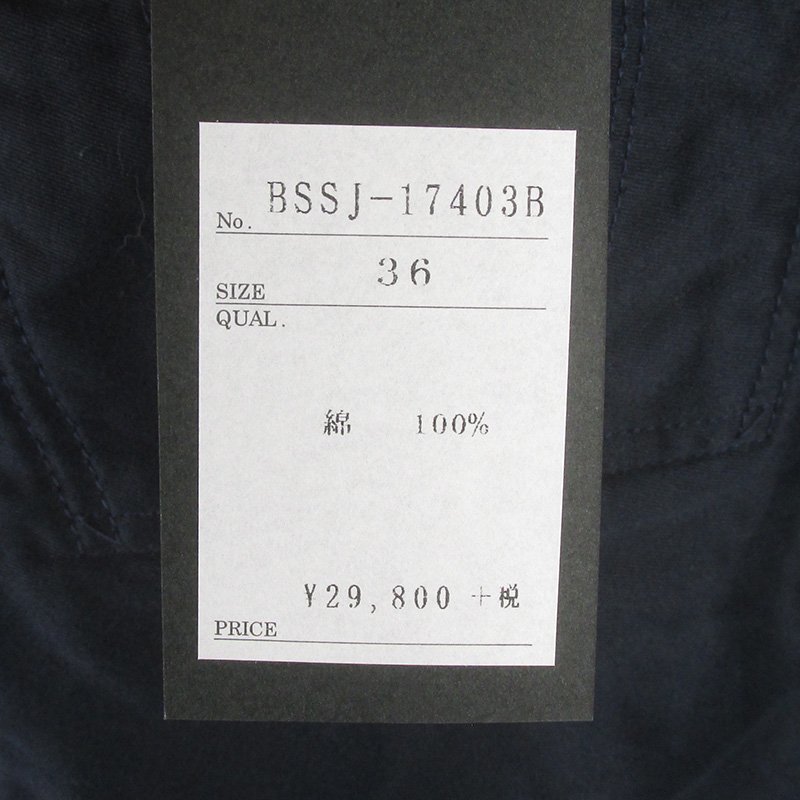 No. BSSJ-17403B
SIZE 36
QUAL.
綿 100%
¥29,800 +税
PRICE